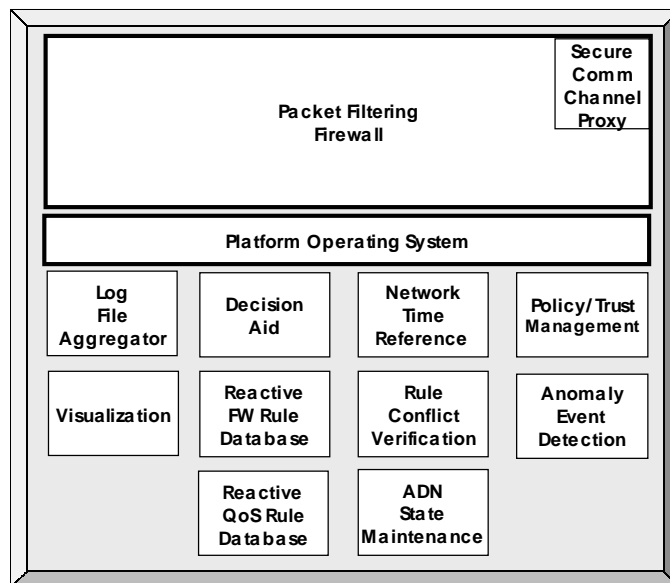 Secure
Comm
Channel
Proxy
Packet Filtering
Firewall
Platform Operating System
Log
File
Aggregator
Decision
Aid
Network
Time
Reference
Policy/Trust
Management
Visualization
Reactive
FW Rule
Database
Rule
Conflict
Verification
Anomaly
Event
Detection
Reactive
QoS Rule
Database
ADN
State
Maintenance